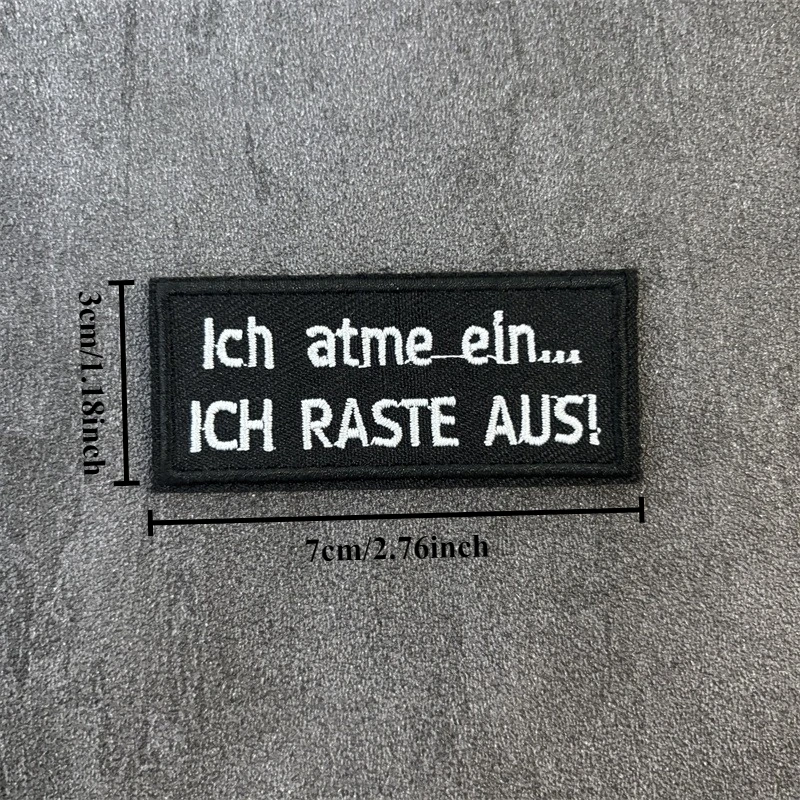 Ich atme ein...
ICH RASTE AUS!
3cm/1.18inch
7cm/2.76inch